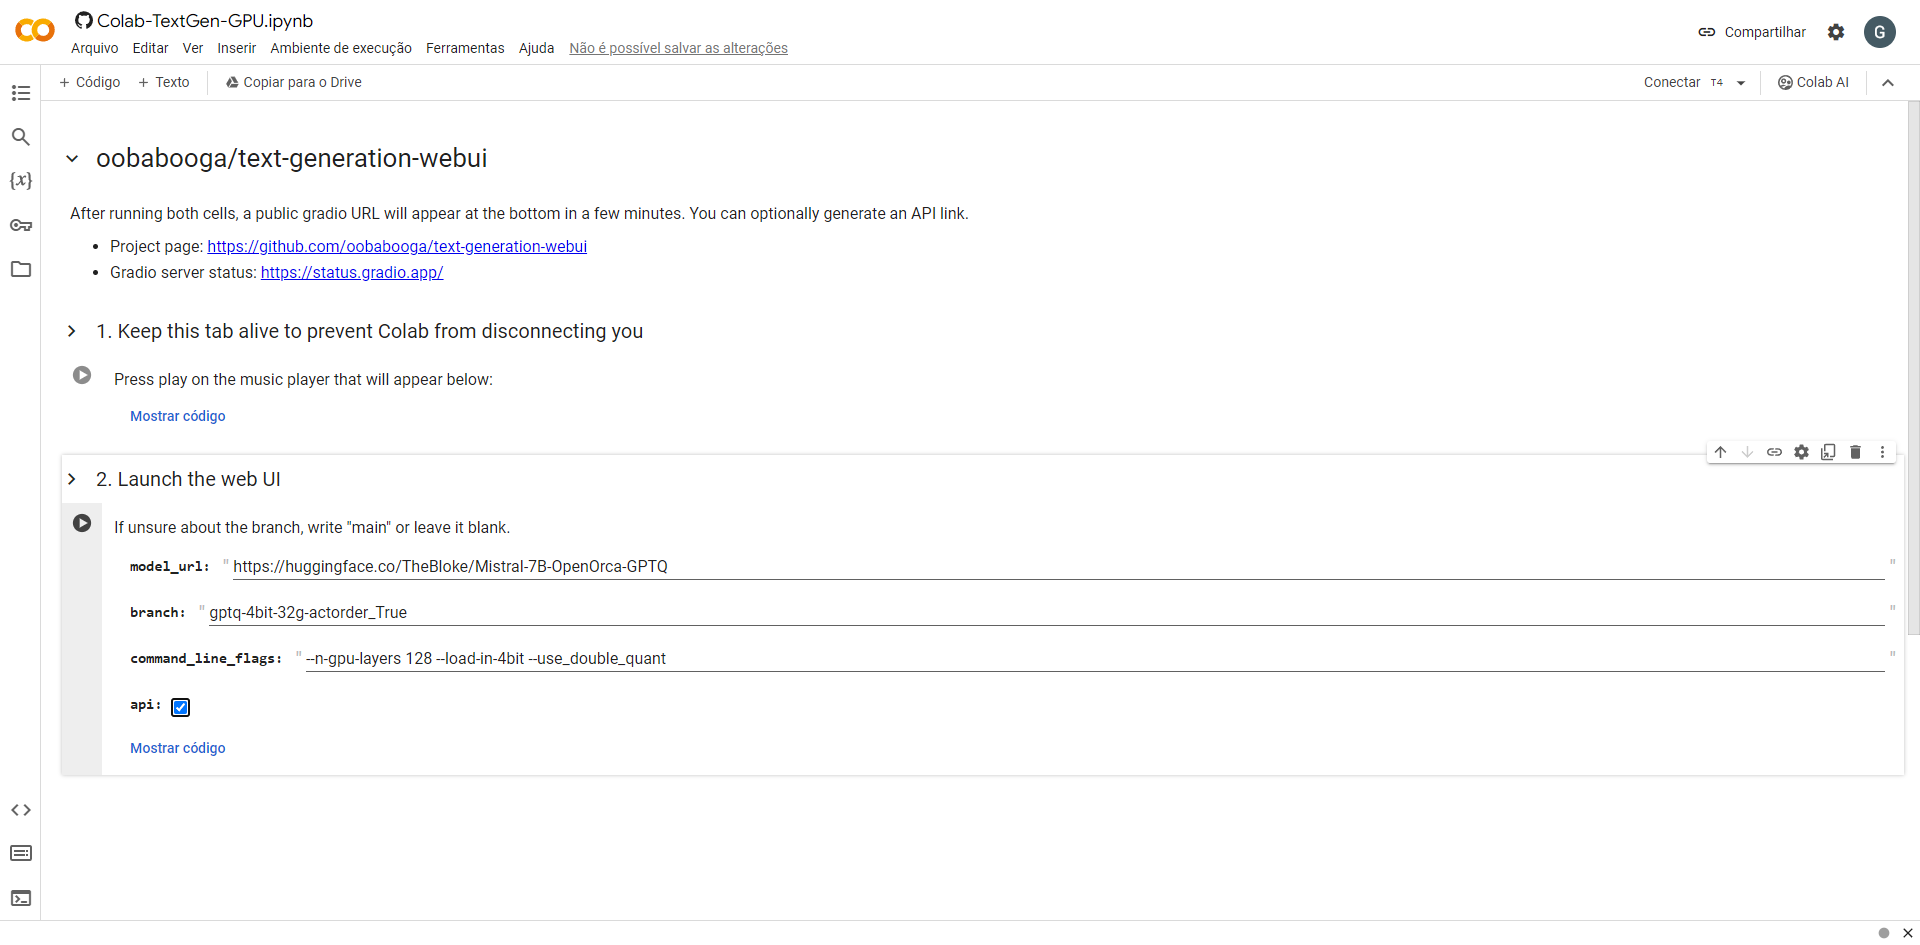 Colab-TextGen-GPU.ipynb
Arquivo Editar Ver Inserir Ambiente de execução Ferramentas Ajuda Não é possível salvar as alterações
Compartilhar
G
+ Código + Texto Copiar para o Drive
Conectar T4
Colab AI
{x}
oobabooga/text-generation-webui
After running both cells, a public gradio URL will appear at the bottom in a few minutes. You can optionally generate an API link.
• Project page: https://github.com/oobabooga/text-generation-webui
• Gradio server status: https://status.gradio.app/
1. Keep this tab alive to prevent Colab from disconnecting you
Press play on the music player that will appear below:
Mostrar código
2. Launch the web UI
If unsure about the branch, write "main" or leave it blank.
model_url: " https://huggingface.co/TheBloke/Mistral-7B-OpenOrca-GPTQ "
branch: " gptq-4bit-32g-actorder_True "
command_line_flags: " --n-gpu-layers 128 --load-in-4bit --use_double_quant "
api:
Mostrar código